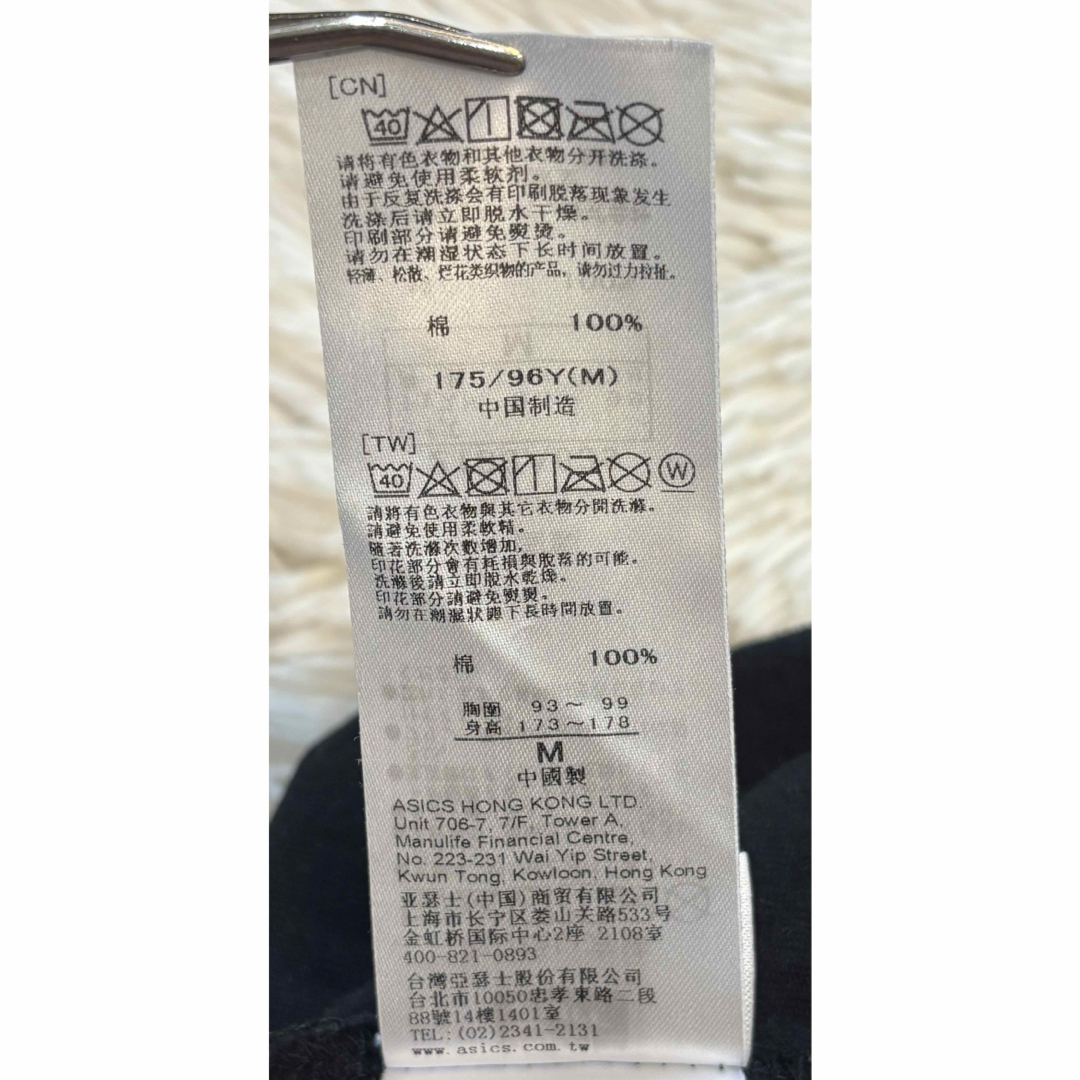 [CN]
40
请将有色衣物和其他衣物分开洗涤。
请避免使用柔软剂。
由于反复洗涤会有印刷脱落现象发生
洗涤后请立即脱水干燥。
印刷部分请避免熨烫。
请勿在潮湿状态下长时间放置。
轻薄、松散、烂花类织物的产品，请勿过力拉扯。
棉 100%
175/96Y(M)
中国制造
[TW]
40 W
請將有色衣物與其它衣物分開洗滌。
請避免使用柔軟精。
隨著洗滌次數增加,
印花部分會有耗損與脫落的可能。
洗滌後請立即脫水乾燥。
印花部分請避免熨燙。
請勿在潮濕狀態下長時間放置。
棉 100%
胸圍 93～ 99
身高 173～178
M
中國製
ASICS HONG KONG LTD.
Unit 706-7, 7/F, Tower A,
Manulife Financial Centre,
No. 223-231 Wai Yip Street,
Kwun Tong, Kowloon, Hong Kong
亚瑟士(中国)商贸有限公司
上海市长宁区娄山关路533号
金虹桥国际中心2座 2108室
400-821-0893
台灣亞瑟士股份有限公司
台北市10050忠孝東路二段
88號14樓1401室
TEL:(02)2341-2131
www.asics.com.tw